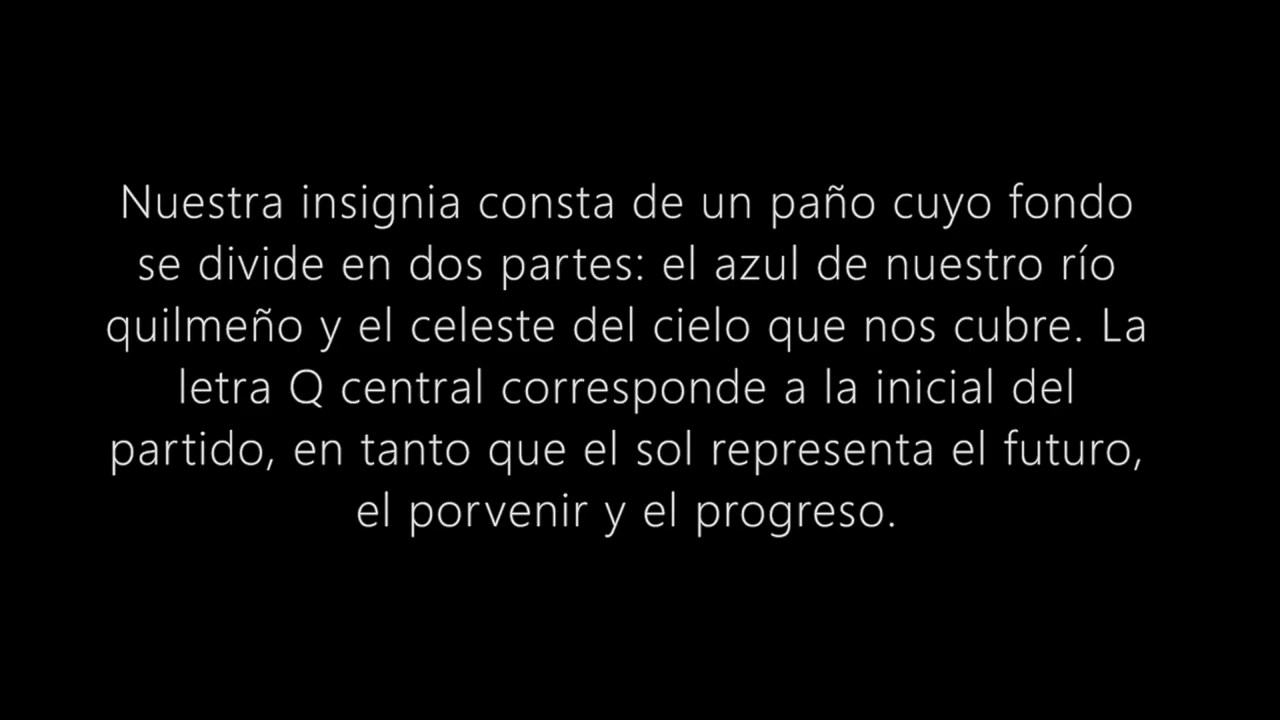 Nuestra insignia consta de un paño cuyo fondo
se divide en dos partes: el azul de nuestro río
quilmeño y el celeste del cielo que nos cubre. La
letra Q central corresponde a la inicial del
partido, en tanto que el sol representa el futuro,
el porvenir y el progreso.